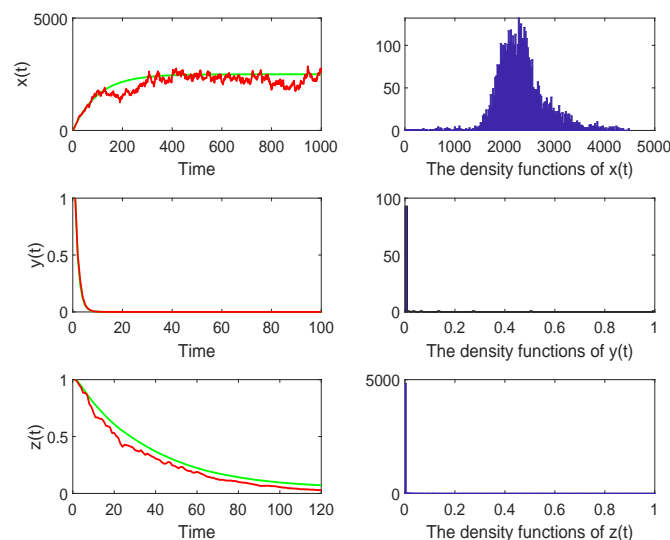 5000
x(t)
0
0 200 400 600 800 1000
Time
100
50
0
0 1000 2000 3000 4000 5000
The density functions of x(t)
1
y(t)
0.5
0
0 20 40 60 80 100
Time
100
50
0
0 0.2 0.4 0.6 0.8 1
The density functions of y(t)
1
z(t)
0.5
0
0 20 40 60 80 100 120
Time
5000
0
0 0.2 0.4 0.6 0.8 1
The density functions of z(t)